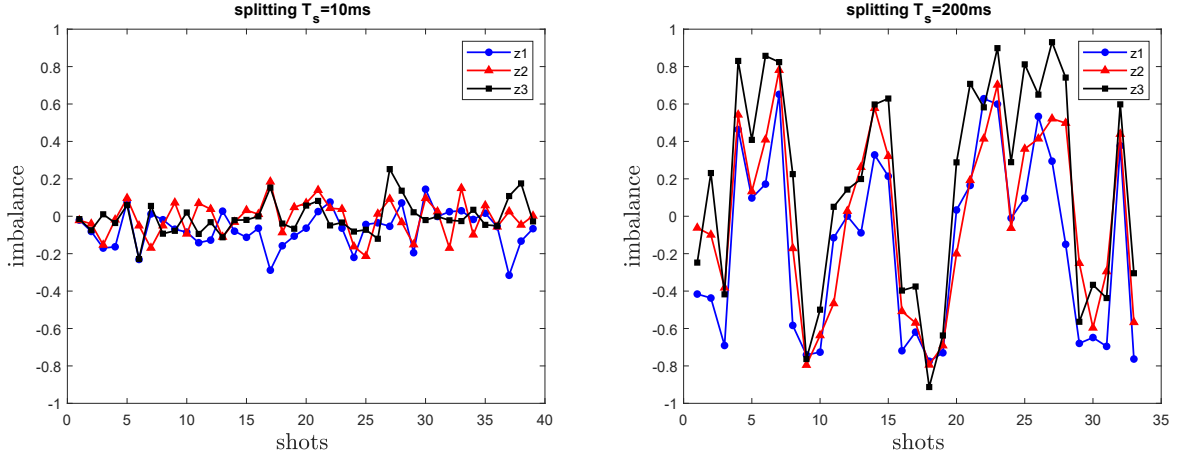 splitting T_s=10ms
1
0.8
0.6
0.4
0.2
0
-0.2
-0.4
-0.6
-0.8
-1
imbalance
z1
z2
z3
0 5 10 15 20 25 30 35 40
shots
splitting T_s=200ms
1
0.8
0.6
0.4
0.2
0
-0.2
-0.4
-0.6
-0.8
-1
imbalance
z1
z2
z3
0 5 10 15 20 25 30 35
shots